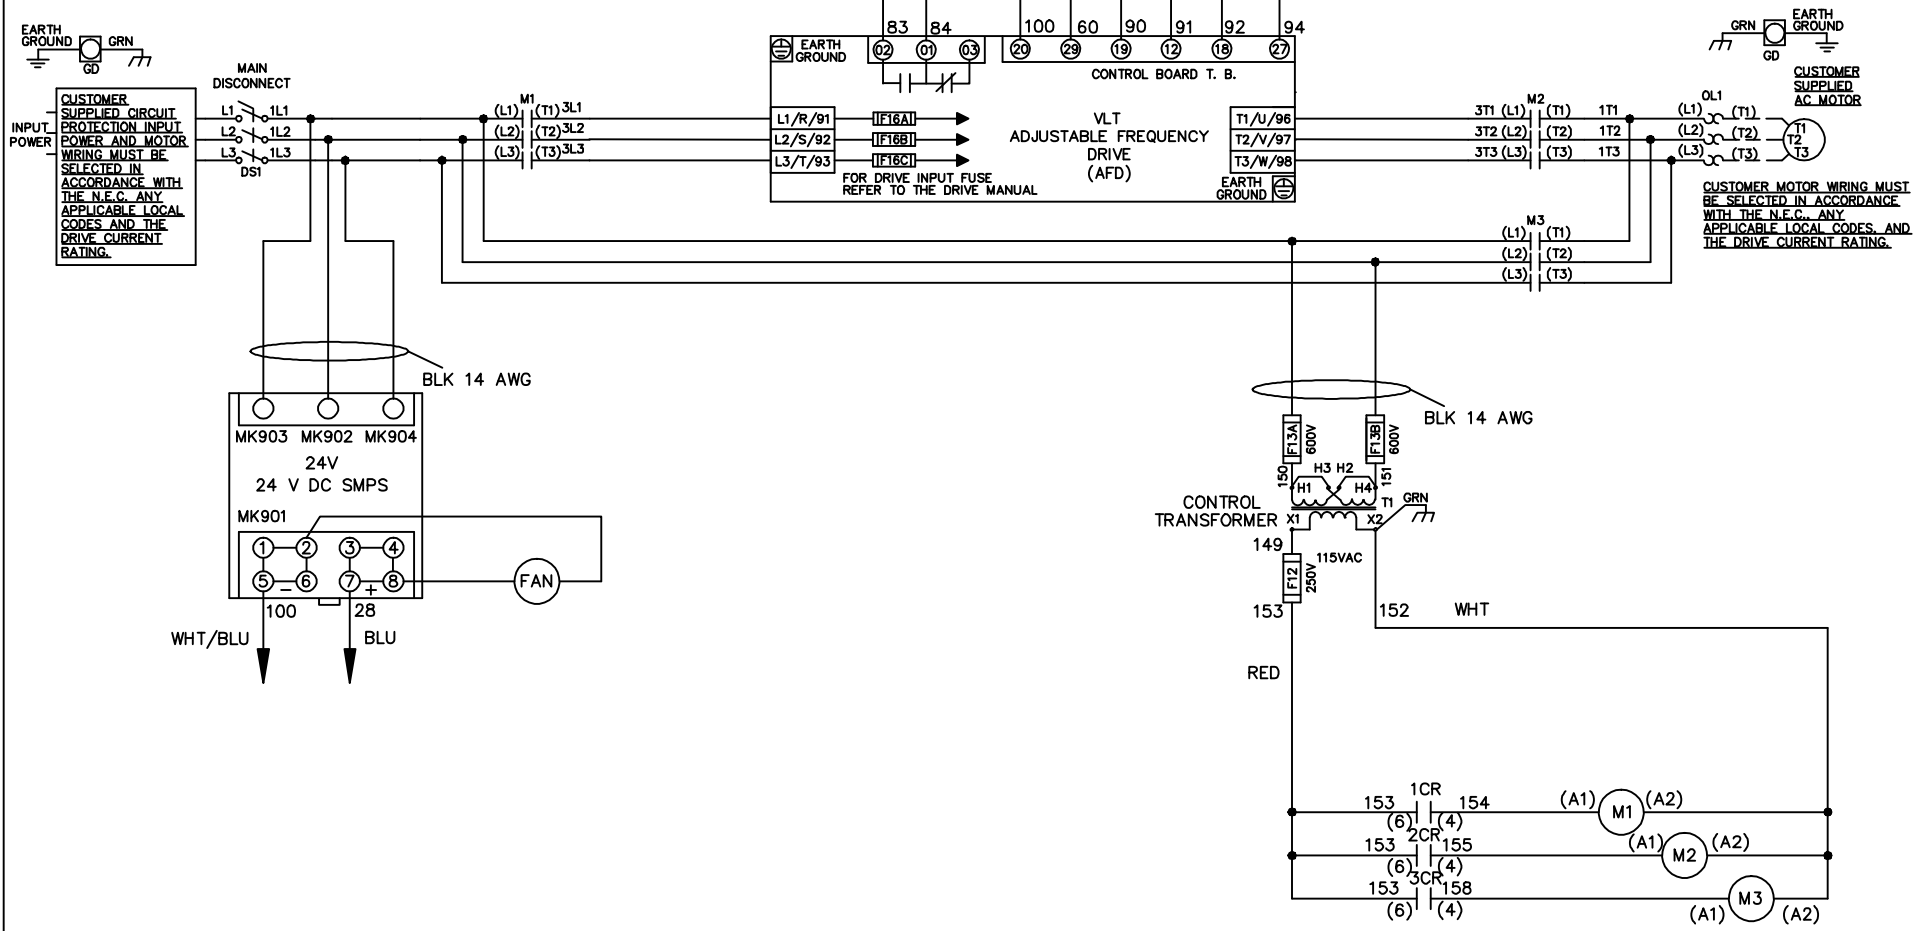 83
84
100
60
90
91
92
94
EARTH
GROUND
GRN
GD
EARTH
GROUND
02
01
03
20
29
19
12
18
27
CONTROL BOARD T. B.
GRN
EARTH
GROUND
GD
CUSTOMER
SUPPLIED
AC MOTOR
MAIN
DISCONNECT
INPUT
POWER
CUSTOMER
SUPPLIED CIRCUIT
PROTECTION INPUT
POWER AND MOTOR
WIRING MUST BE
SELECTED IN
ACCORDANCE WITH
THE N.E.C. ANY
APPLICABLE LOCAL
CODES AND THE
DRIVE CURRENT
RATING.
L1 1L1
L2 1L2
L3 1L3
DS1
M1
(L1) (T1) 3L1
(L2) (T2) 3L2
(L3) (T3) 3L3
L1/R/91
L2/S/92
L3/T/93
F16A
F16B
F16C
FOR DRIVE INPUT FUSE
REFER TO THE DRIVE MANUAL
VLT
ADJUSTABLE FREQUENCY
DRIVE
(AFD)
T1/U/96
T2/V/97
T3/W/98
EARTH
GROUND
M2
3T1 (L1) (T1) 1T1
3T2 (L2) (T2) 1T2
3T3 (L3) (T3) 1T3
OL1
(L1) (T1)
(L2) (T2)
(L3) (T3)
T1
T2
T3
CUSTOMER MOTOR WIRING MUST
BE SELECTED IN ACCORDANCE
WITH THE N.E.C., ANY
APPLICABLE LOCAL CODES, AND
THE DRIVE CURRENT RATING.
M3
(L1) (T1)
(L2) (T2)
(L3) (T3)
BLK 14 AWG
MK903 MK902 MK904
24V
24 V DC SMPS
MK901
1 2 3 4
5 – 6 7 + 8
FAN
100
28
WHT/BLU
BLU
BLK 14 AWG
F13A
600V
F13B
600V
150
H3 H2
151
H1
H4
CONTROL
TRANSFORMER
T1
GRN
X1
X2
149
115VAC
F12
250V
153
152
WHT
RED
1CR
153 154
(6) (4)
(A1) M1 (A2)
2CR
153 155
(6) (4)
(A1) M2 (A2)
3CR
153 158
(6) (4)
(A1) M3 (A2)